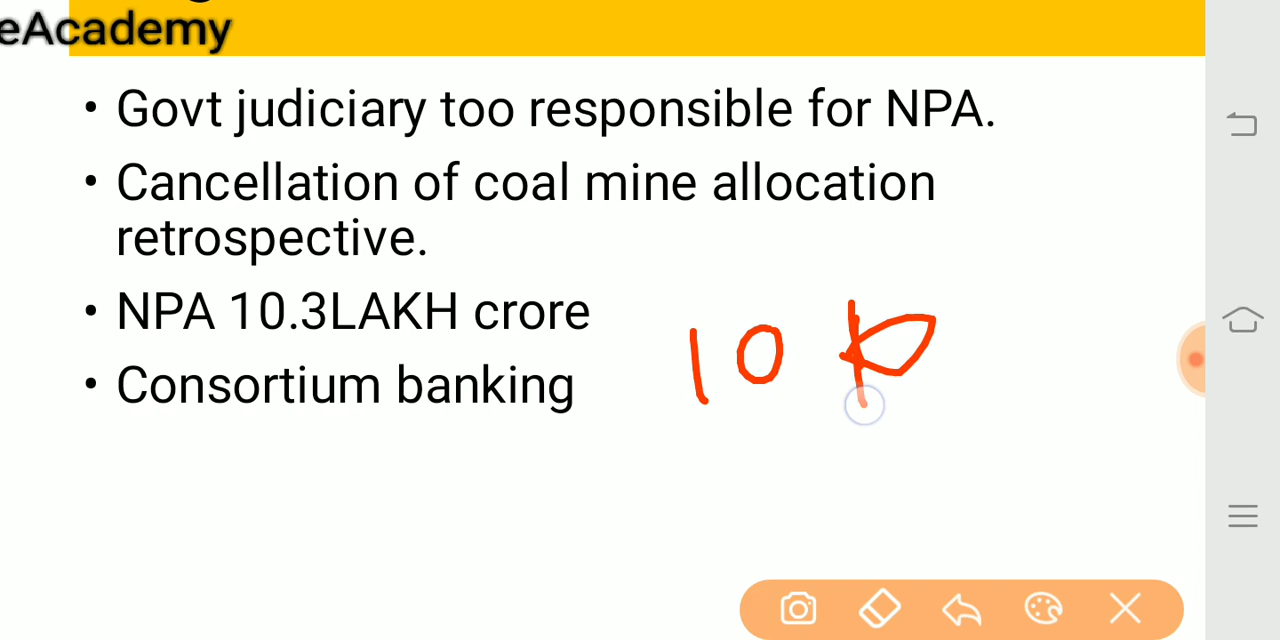 eAcademy
• Govt judiciary too responsible for NPA.
• Cancellation of coal mine allocation
retrospective.
• NPA 10.3LAKH crore
• Consortium banking
10